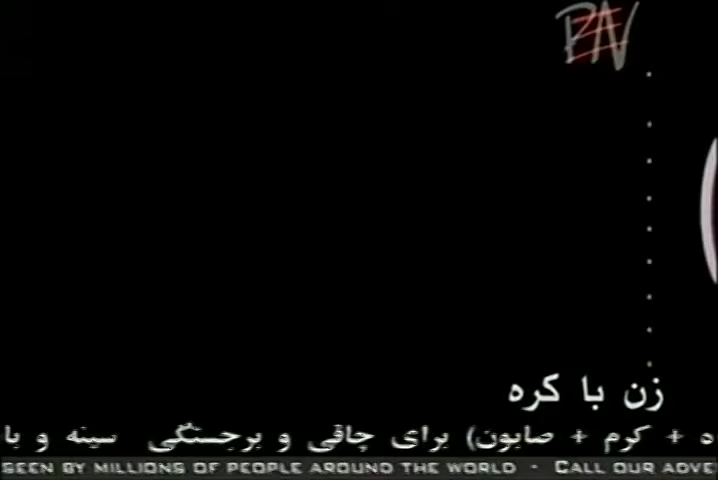 زن با کره
ه + کرم + صابون) برای چاقی و برجستگی سینه و با
SEEN BY MILLIONS OF PEOPLE AROUND THE WORLD - CALL OUR ADVE